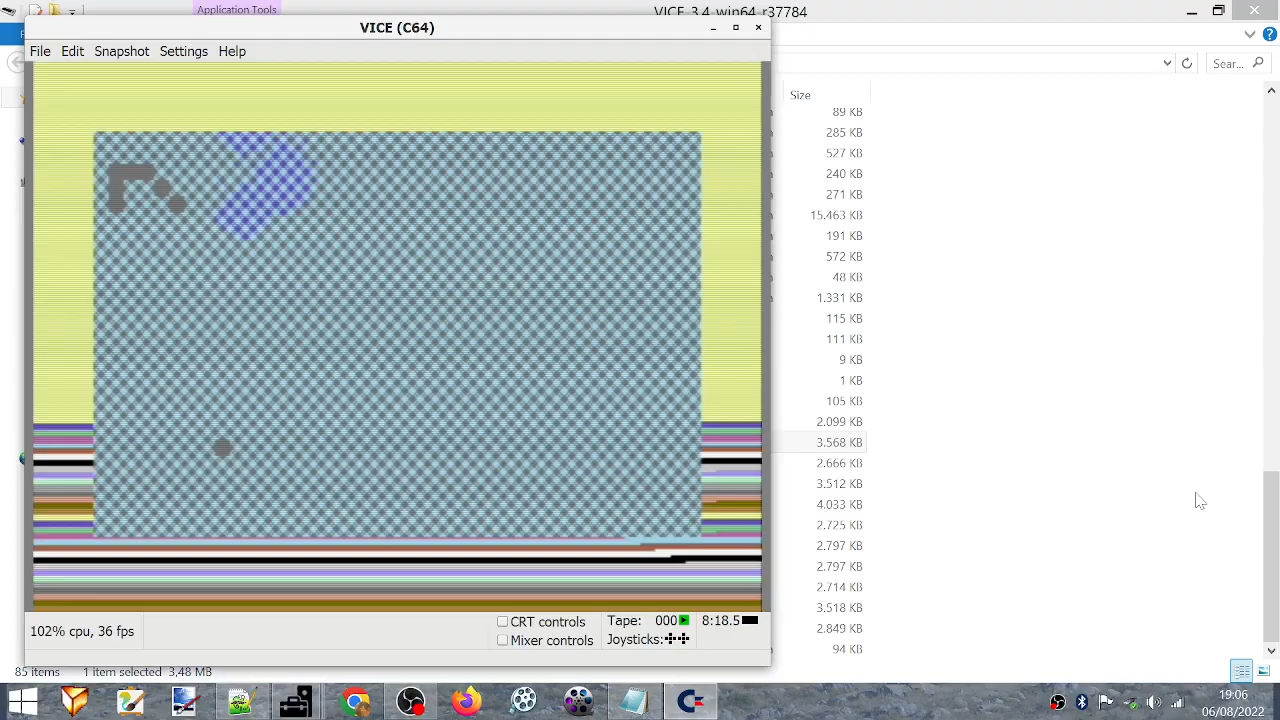 Application Tools
VICE_3.4_win64_r37784
VICE (C64)
File Edit Snapshot Settings Help
Sear...
Size
89 KB
285 KB
527 KB
240 KB
271 KB
15.463 KB
191 KB
572 KB
48 KB
1.331 KB
115 KB
111 KB
9 KB
1 KB
105 KB
2.099 KB
3.568 KB
2.666 KB
3.512 KB
4.033 KB
2.725 KB
2.797 KB
2.797 KB
2.714 KB
3.518 KB
2.849 KB
94 KB
102% cpu, 36 fps
CRT controls
Mixer controls
Tape: 000
8:18.5
Joysticks:
85 items 1 item selected 3,48 MB
19:06
06/08/2022